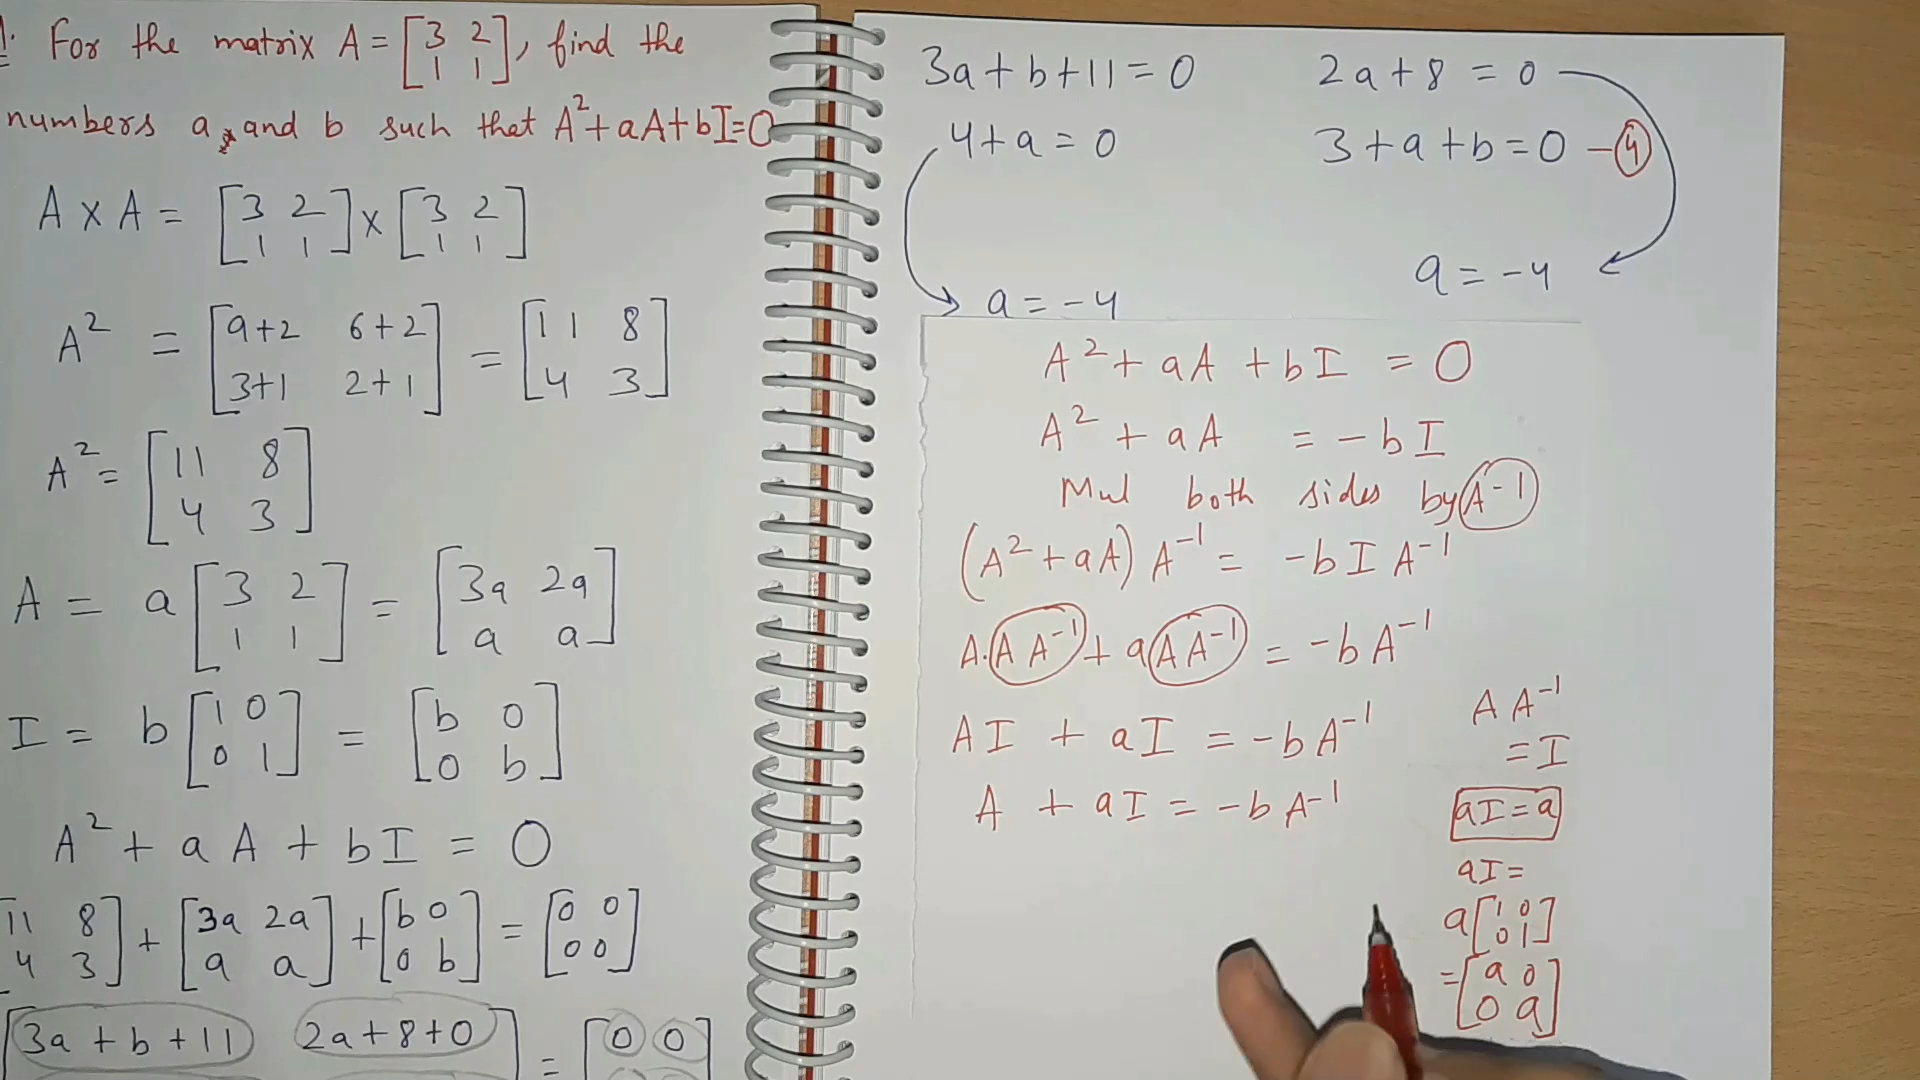 1. For the matrix A = [3 2; 1 1], find the
numbers a, and b such that A²+aA+bI=O
A × A = [3 2; 1 1] × [3 2; 1 1]
A² = [9+2 6+2; 3+1 2+1] = [11 8; 4 3]
A² = [11 8; 4 3]
A = a [3 2; 1 1] = [3a 2a; a a]
I = b [1 0; 0 1] = [b 0; 0 b]
A² + aA + bI = O
11 8; 4 3] + [3a 2a; a a] + [b 0; 0 b] = [0 0; 0 0]
[3a + b + 11 2a + 8 + 0 ] = [0 0
3a + b + 11 = 0 2a + 8 = 0
4 + a = 0 3 + a + b = 0 – ④
a = -4
a = -4
A² + aA + bI = O
A² + aA = -bI
Mul both sides by A⁻¹
(A² + aA) A⁻¹ = -bI A⁻¹
A.A A⁻¹ + aA A⁻¹ = -bA⁻¹
AI + aI = -bA⁻¹
A + aI = -bA⁻¹
A A⁻¹
= I
aI = a
aI =
a[1 0; 0 1]
= [a 0; 0 a]